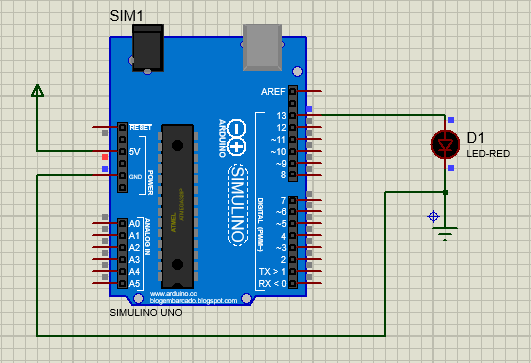 SIM1
AREF
RESET
5V
GND
POWER
13
12
~11
~10
~9
8
ARDUINO
SIMULINO
ATMEL
DIGITAL (PWM~)
7
~6
~5
4
~3
2
TX > 1
RX < 0
ANALOG IN
A0
A1
A2
A3
A4
A5
www.arduino.cc
blogembarcado.blogspot.com
SIMULINO UNO
D1
LED-RED